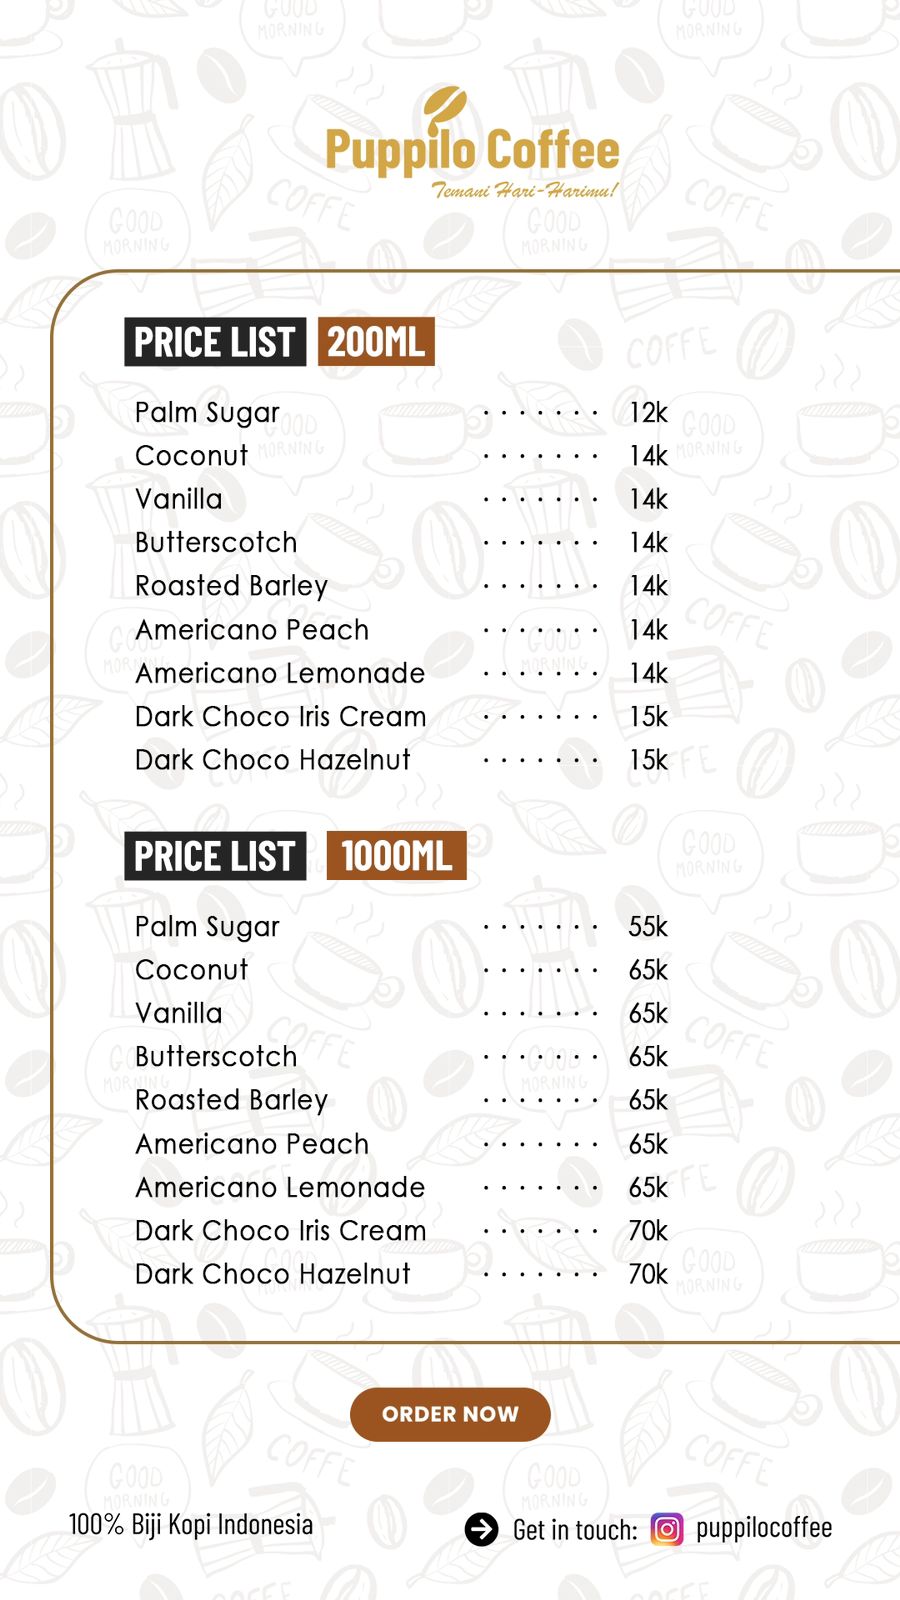 Puppilo Coffee
Temani Hari-Harimu!
PRICE LIST 200ML
Palm Sugar ....... 12k
Coconut ....... 14k
Vanilla ....... 14k
Butterscotch ....... 14k
Roasted Barley ....... 14k
Americano Peach ....... 14k
Americano Lemonade ....... 14k
Dark Choco Iris Cream ....... 15k
Dark Choco Hazelnut ....... 15k
PRICE LIST 1000ML
Palm Sugar ....... 55k
Coconut ....... 65k
Vanilla ....... 65k
Butterscotch ....... 65k
Roasted Barley ....... 65k
Americano Peach ....... 65k
Americano Lemonade ....... 65k
Dark Choco Iris Cream ....... 70k
Dark Choco Hazelnut ....... 70k
ORDER NOW
100% Biji Kopi Indonesia
Get in touch: puppilocoffee